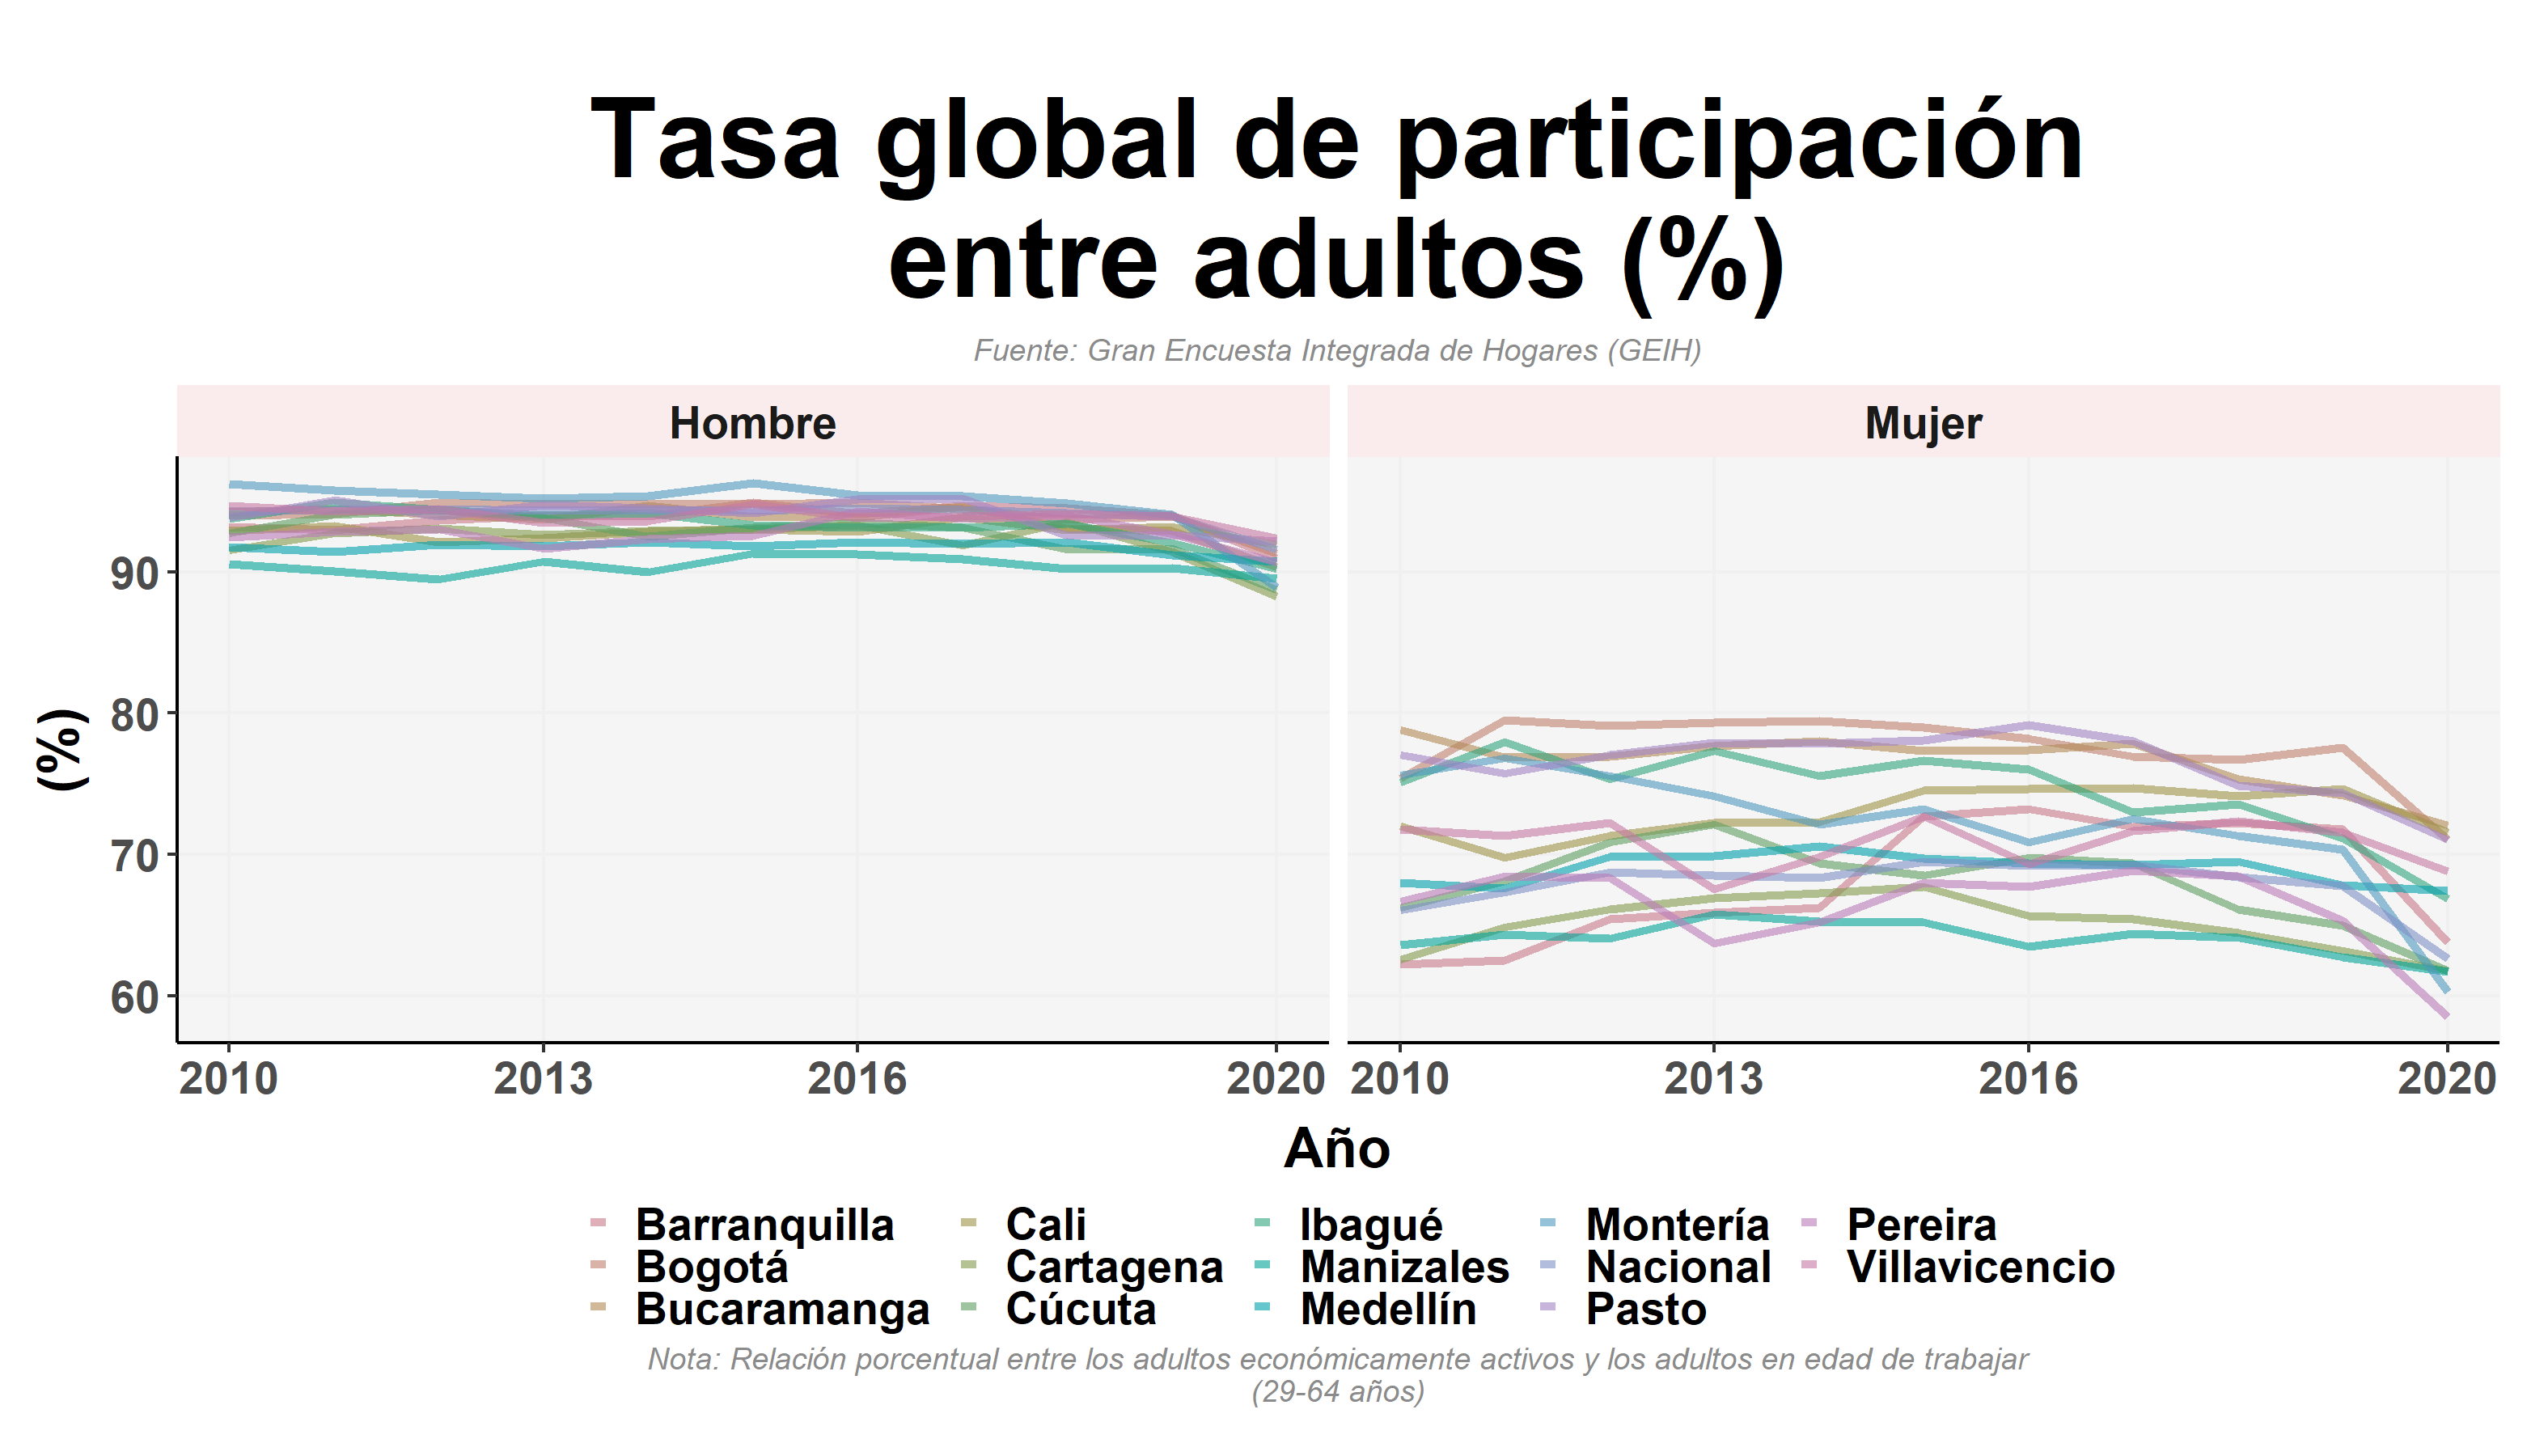 Tasa global de participación
entre adultos (%)
Fuente: Gran Encuesta Integrada de Hogares (GEIH)
Hombre
Mujer
(%)
90
80
70
60
2010 2013 2016 2020 2010 2013 2016 2020
Año
Barranquilla Cali Ibagué Montería Pereira
Bogotá Cartagena Manizales Nacional Villavicencio
Bucaramanga Cúcuta Medellín Pasto
Nota: Relación porcentual entre los adultos económicamente activos y los adultos en edad de trabajar
(29-64 años)